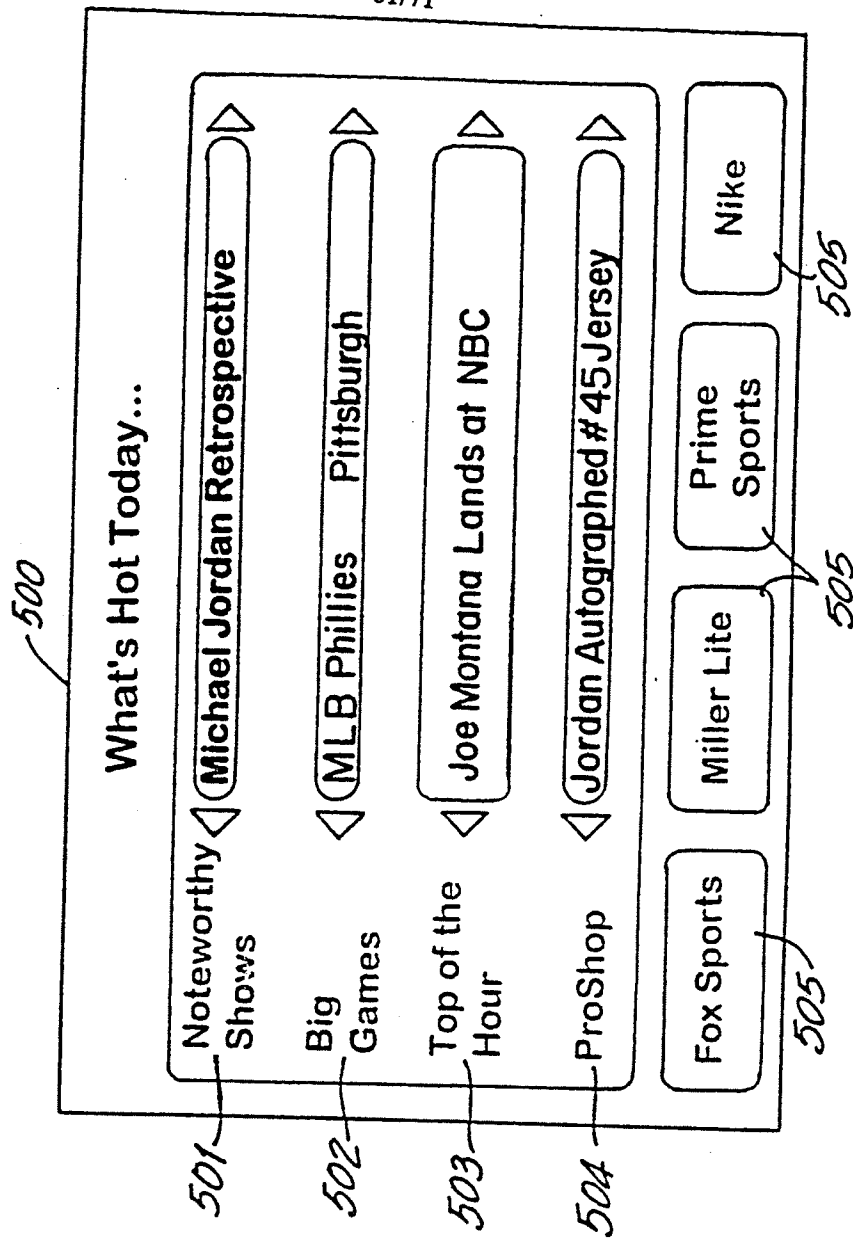 500
What's Hot Today...
501 Noteworthy Shows Michael Jordan Retrospective
502 Big Games MLB Phillies Pittsburgh
503 Top of the Hour Joe Montana Lands at NBC
504 ProShop Jordan Autographed #45 Jersey
Fox Sports Miller Lite Prime Sports Nike
505 505 505